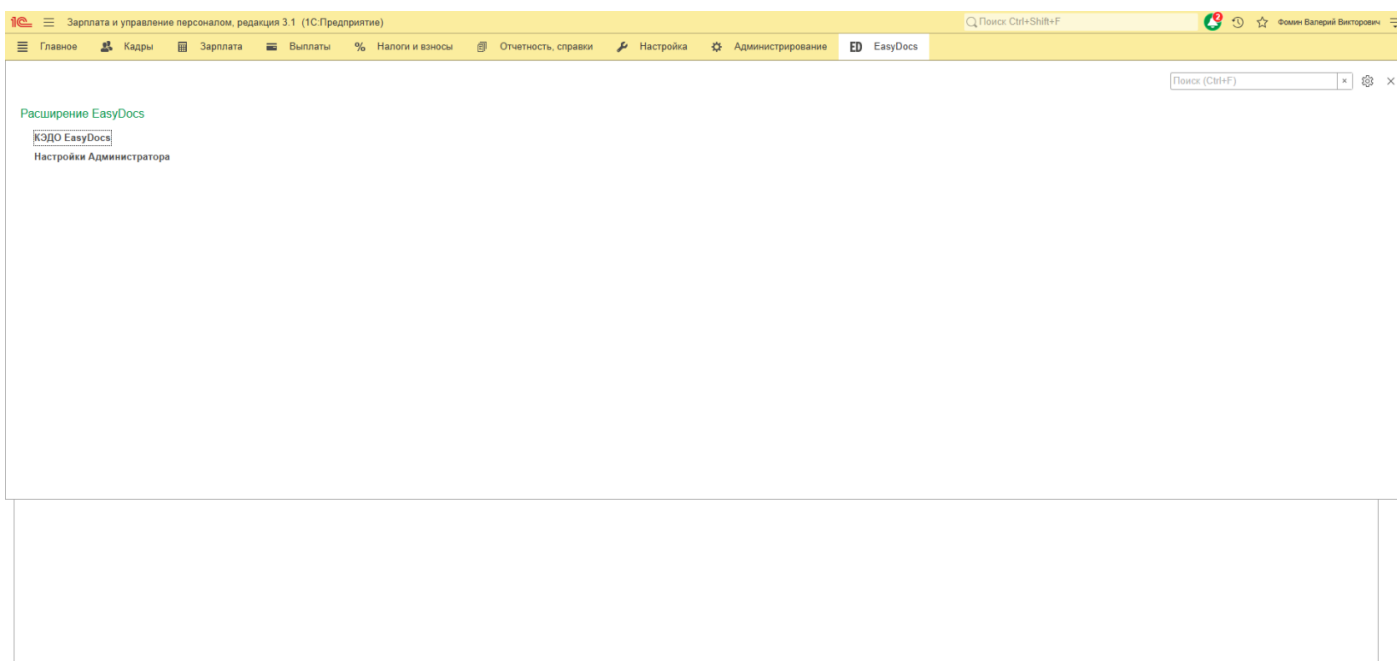 1С Зарплата и управление персоналом, редакция 3.1 (1С:Предприятие) Поиск Ctrl+Shift+F 2 Фомин Валерий Викторович
Главное Кадры Зарплата Выплаты % Налоги и взносы Отчетность, справки Настройка Администрирование ED EasyDocs
Поиск (Ctrl+F) ×
Расширение EasyDocs
КЭДО EasyDocs
Настройки Администратора